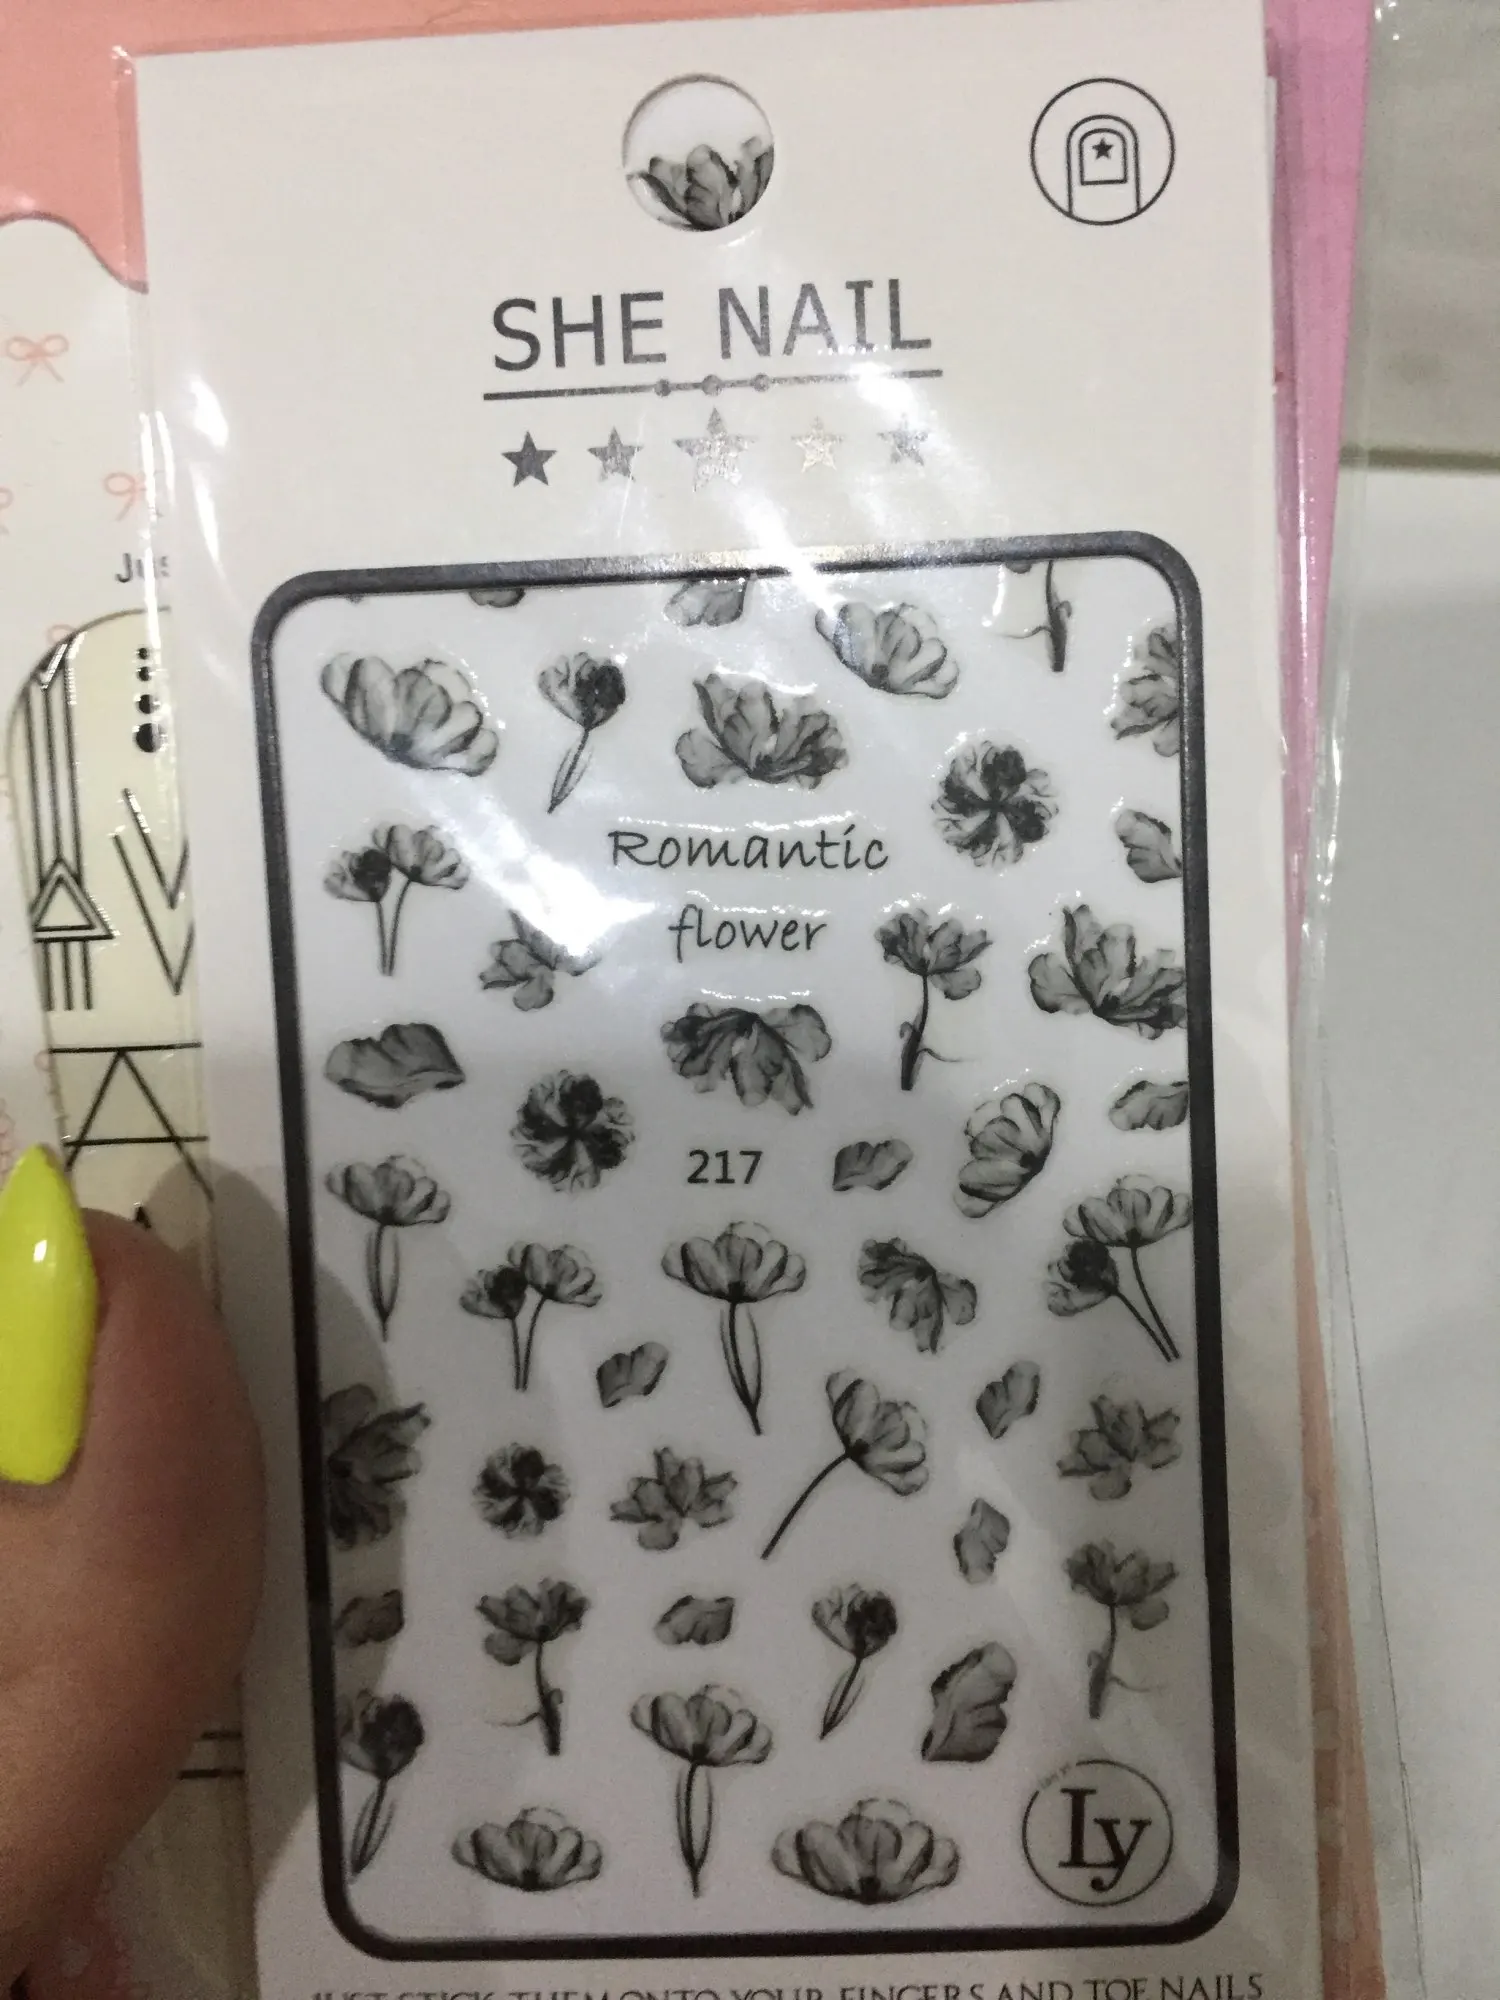 SHE NAIL
Romantic
flower
217
Ly
JUST STICK THEM ONTO YOUR FINGERS AND TOE NAILS